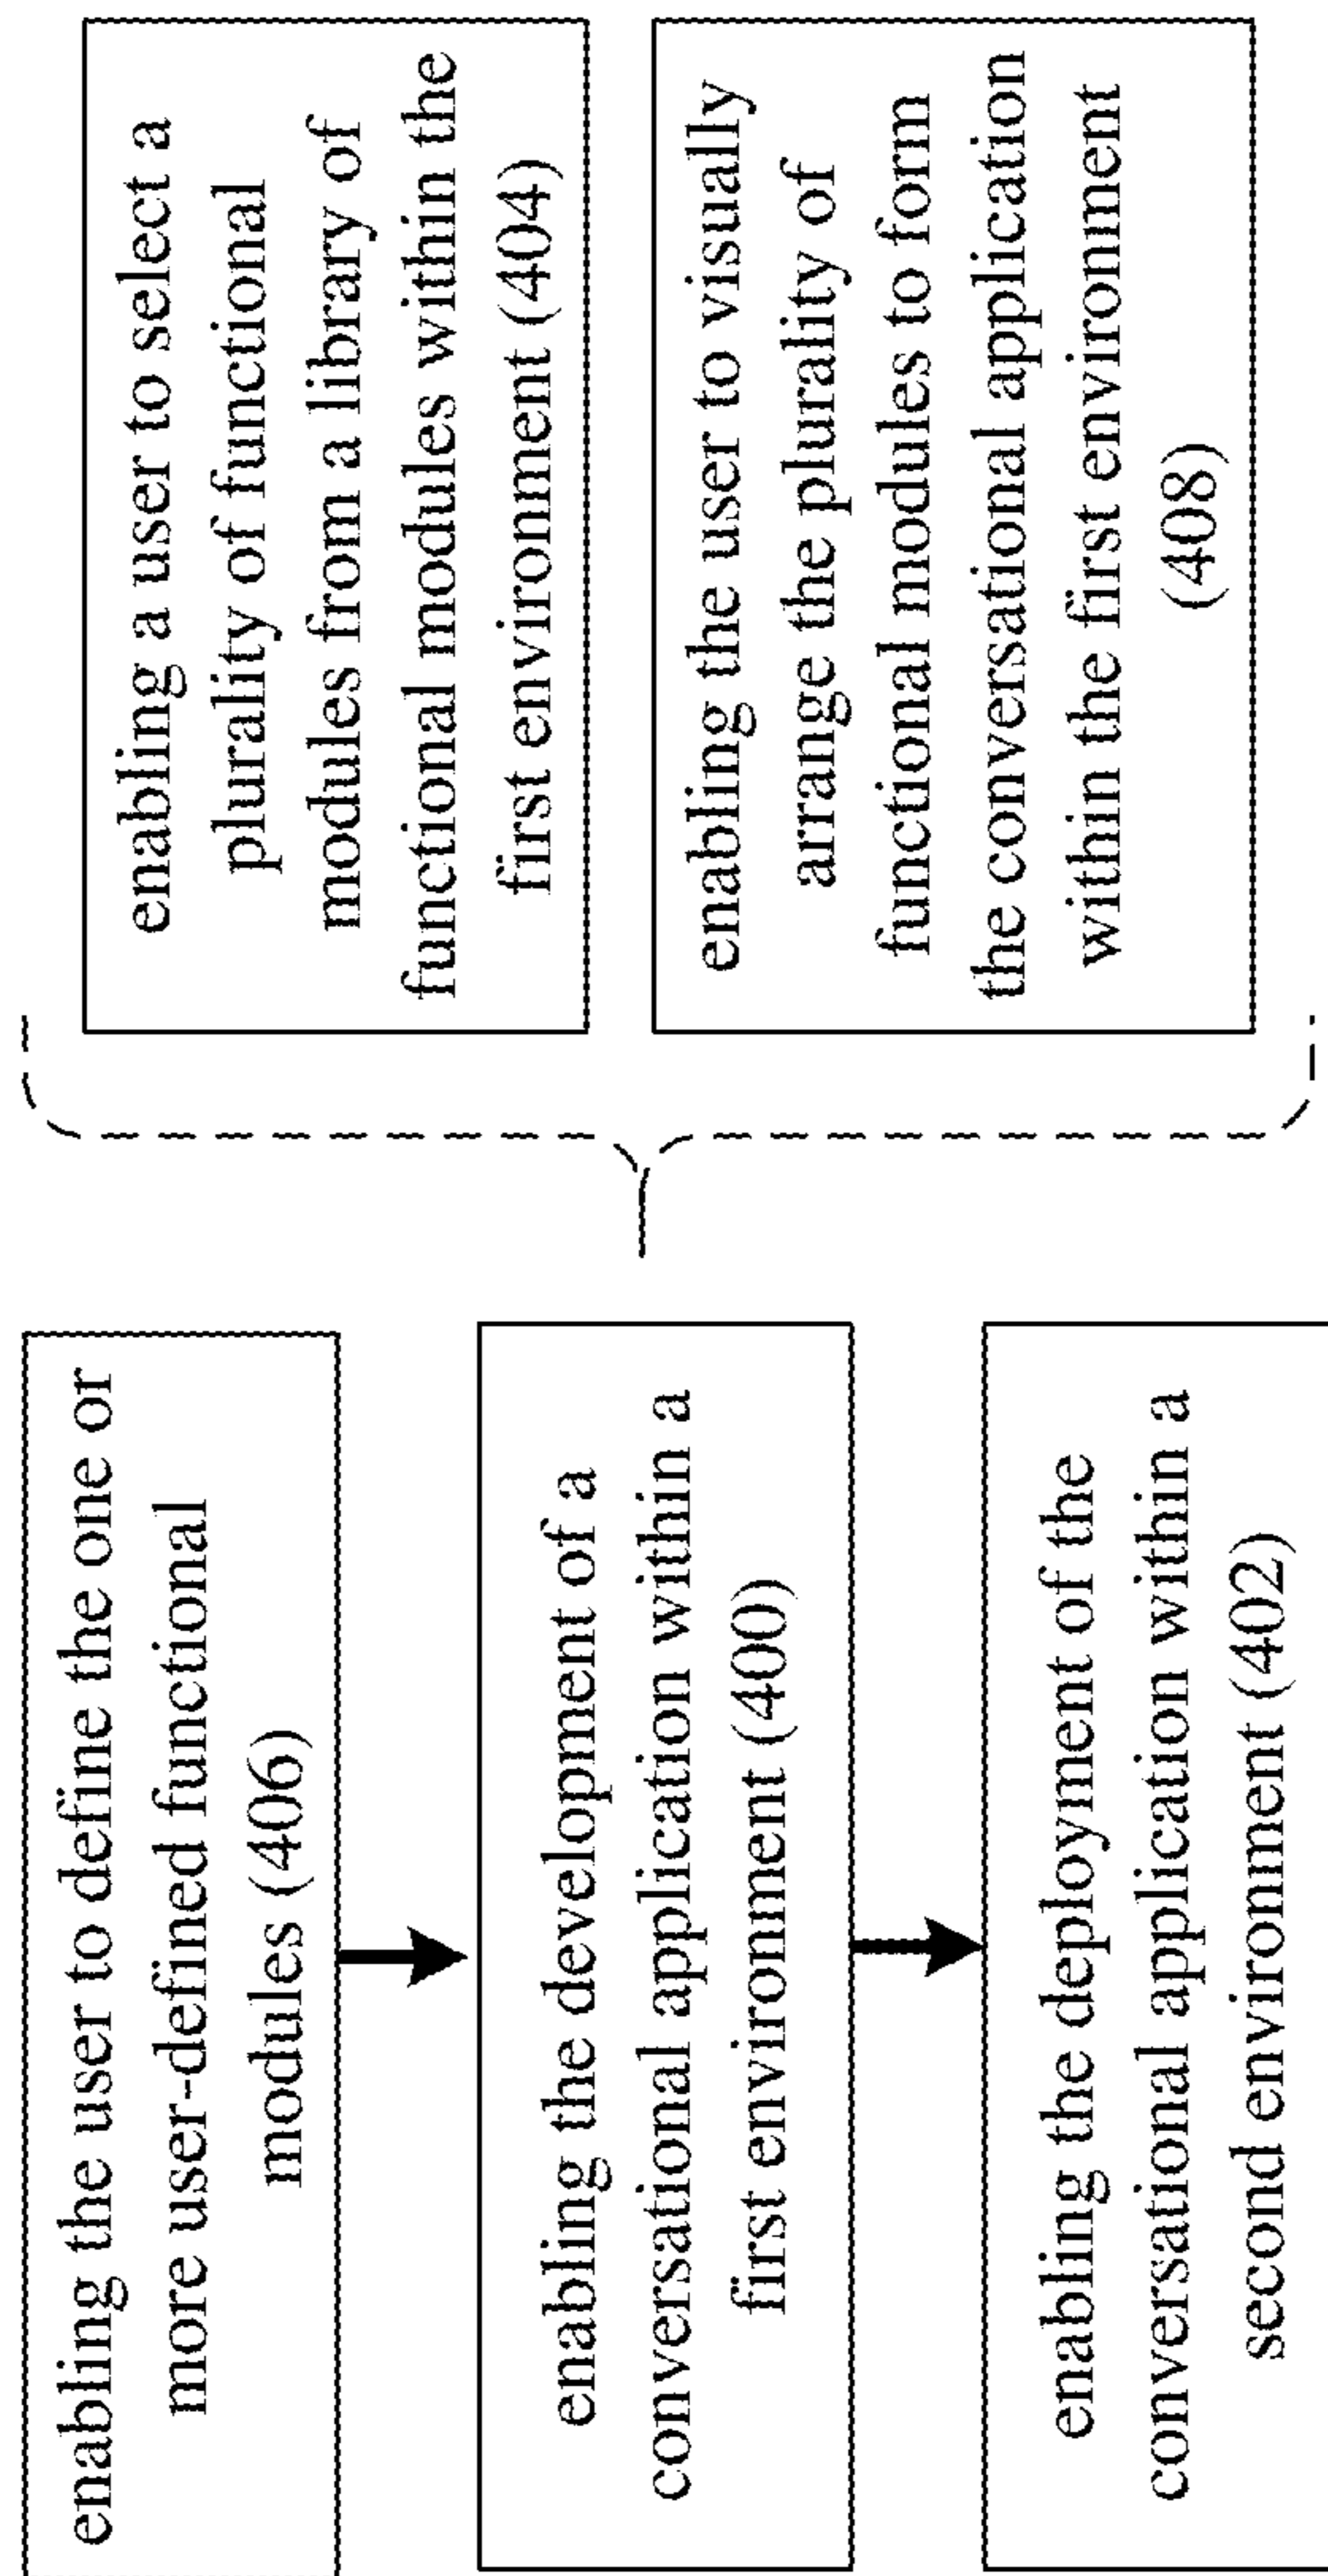 enabling the user to define the one or
more user-defined functional
modules (406)
enabling the development of a
conversational application within a
first environment (400)
enabling the deployment of the
conversational application within a
second environment (402)
enabling a user to select a
plurality of functional
modules from a library of
functional modules within the
first environment (404)
enabling the user to visually
arrange the plurality of
functional modules to form
the conversational application
within the first environment
(408)